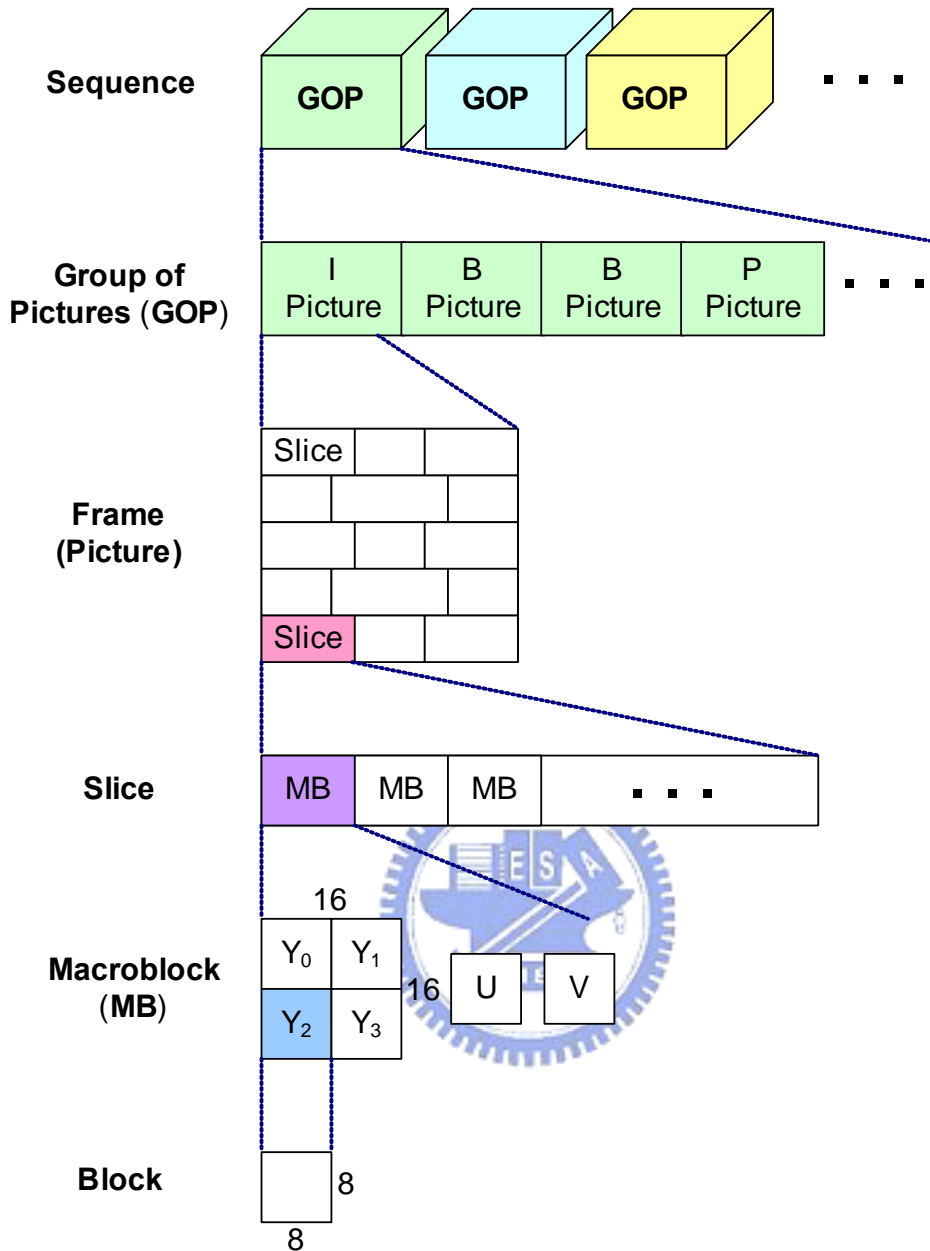 Sequence
GOP
GOP
GOP
. . .
Group of
Pictures (GOP)
I
Picture
B
Picture
B
Picture
P
Picture
. . .
Frame
(Picture)
Slice
Slice
Slice
MB
MB
MB
. . .
E S A
Macroblock
(MB)
16
Y₀
Y₁
16
Y₂
Y₃
U
V
Block
8
8